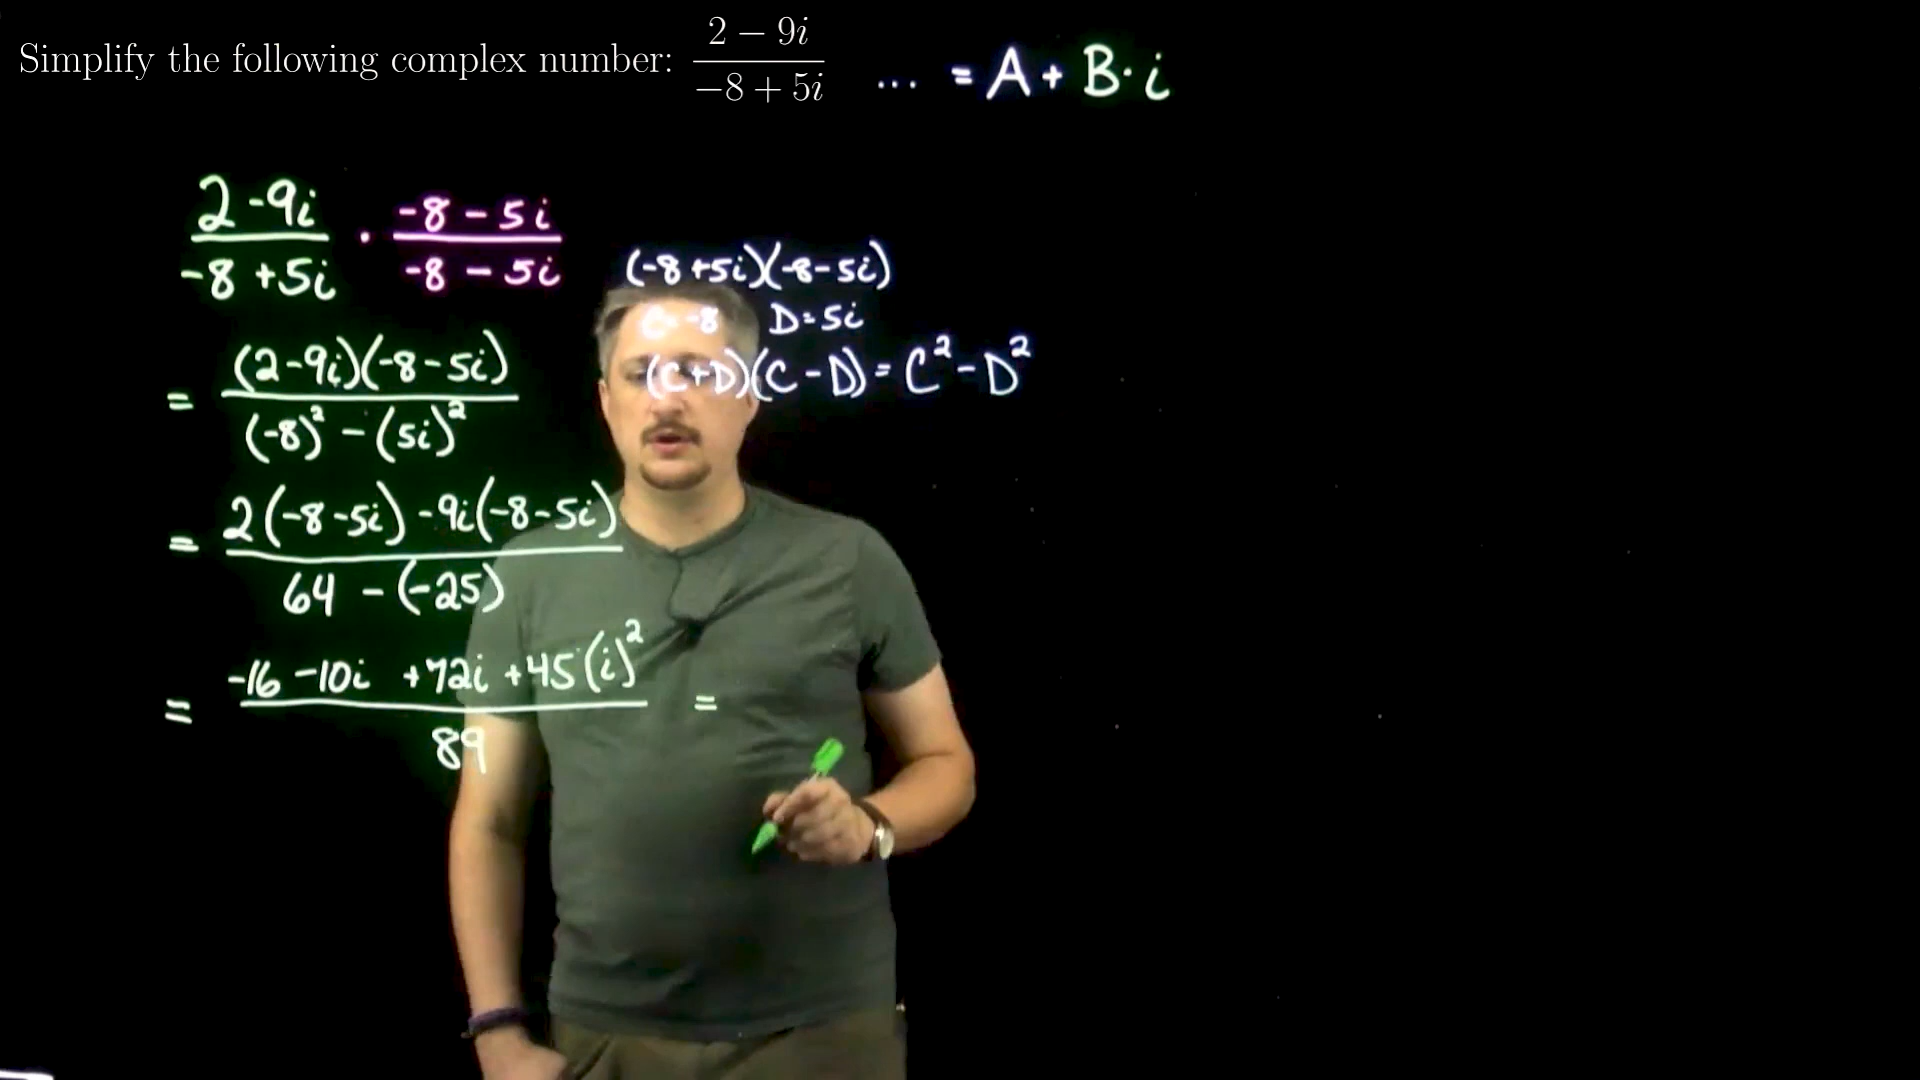 Simplify the following complex number: (2 − 9i)/(−8 + 5i) ... = A + B·i
(2 - 9i)/(-8 + 5i) · (-8 - 5i)/(-8 - 5i)
(-8 + 5i)(-8 - 5i)
C = -8 D = 5i
(C + D)(C - D) = C² - D²
= (2 - 9i)(-8 - 5i)/((-8)² - (5i)²)
= (2(-8 - 5i) - 9i(-8 - 5i))/(64 - (-25))
= (-16 - 10i + 72i + 45(i)²)/89 =